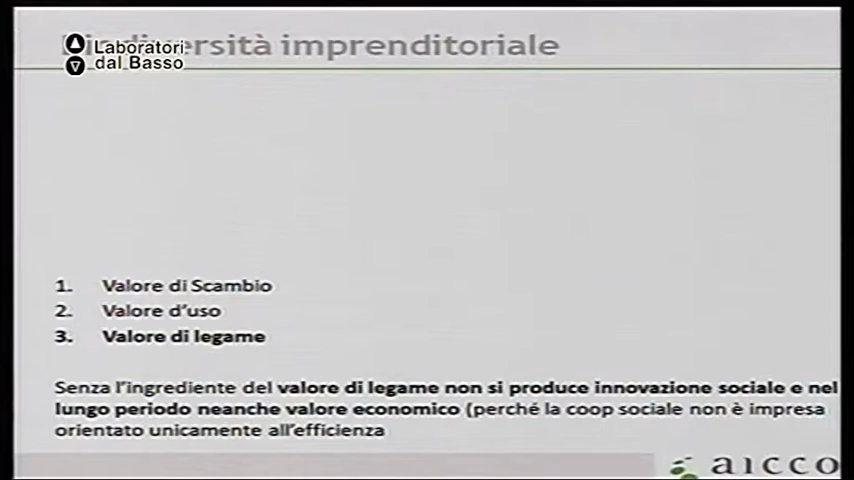 Laboratori
dal Basso
imprenditoriale
1. Valore di Scambio
2. Valore d'uso
3. Valore di legame
Senza l'ingrediente del valore di legame non si produce innovazione sociale e nel
lungo periodo neanche valore economico (perché la coop sociale non è impresa
orientato unicamente all'efficienza
aicco